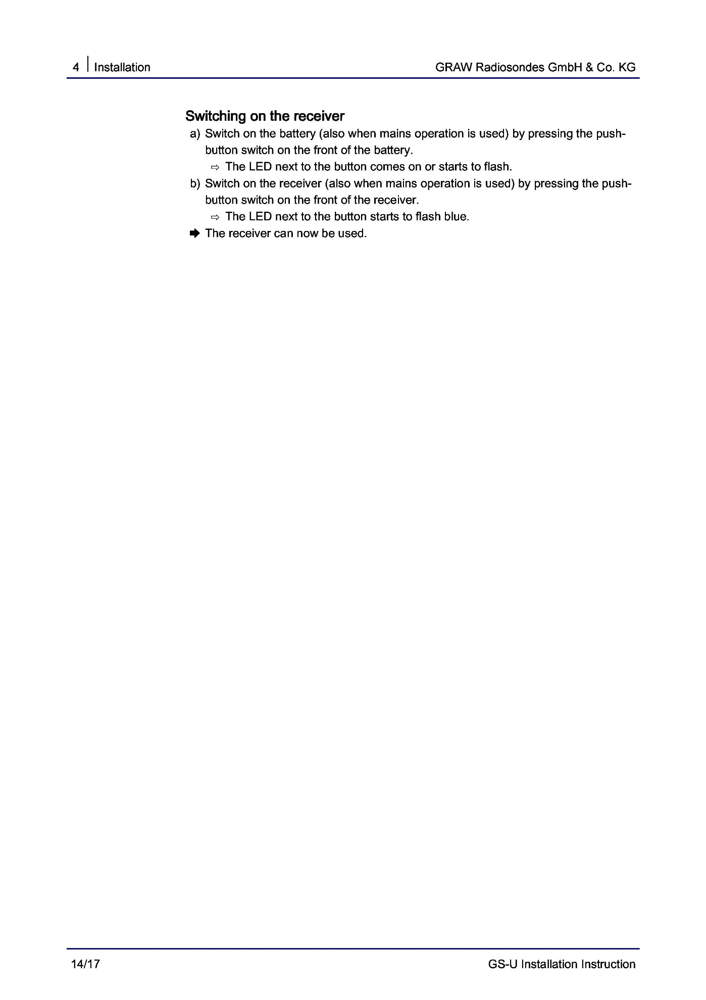 4 | Installation
GRAW Radiosondes GmbH & Co. KG
Switching on the receiver
a) Switch on the battery (also when mains operation is used) by pressing the push-
button switch on the front of the battery.
⇨ The LED next to the button comes on or starts to flash.
b) Switch on the receiver (also when mains operation is used) by pressing the push-
button switch on the front of the receiver.
⇨ The LED next to the button starts to flash blue.
🡆 The receiver can now be used.
14/17
GS-U Installation Instruction